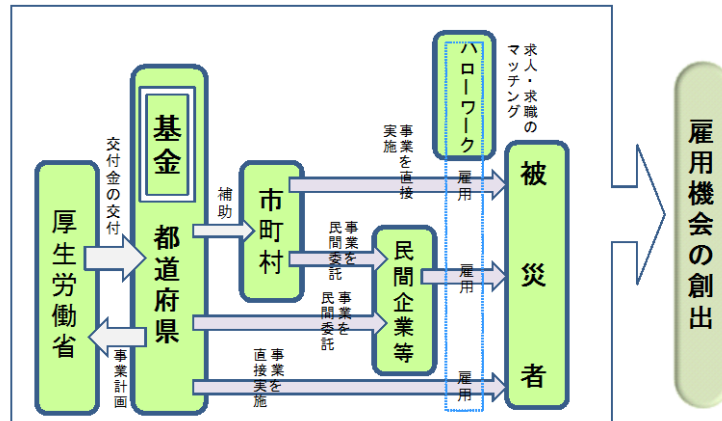 厚生労働省
交付金の交付
事業計画
基金
都道府県
補助
市町村
事業を
直接実施
事業を
民間委託
事業を
民間委託
民間企業等
事業を直接
実施
ハローワーク
求人・求職の
マッチング
雇用
雇用
雇用
被災者
雇用機会の創出